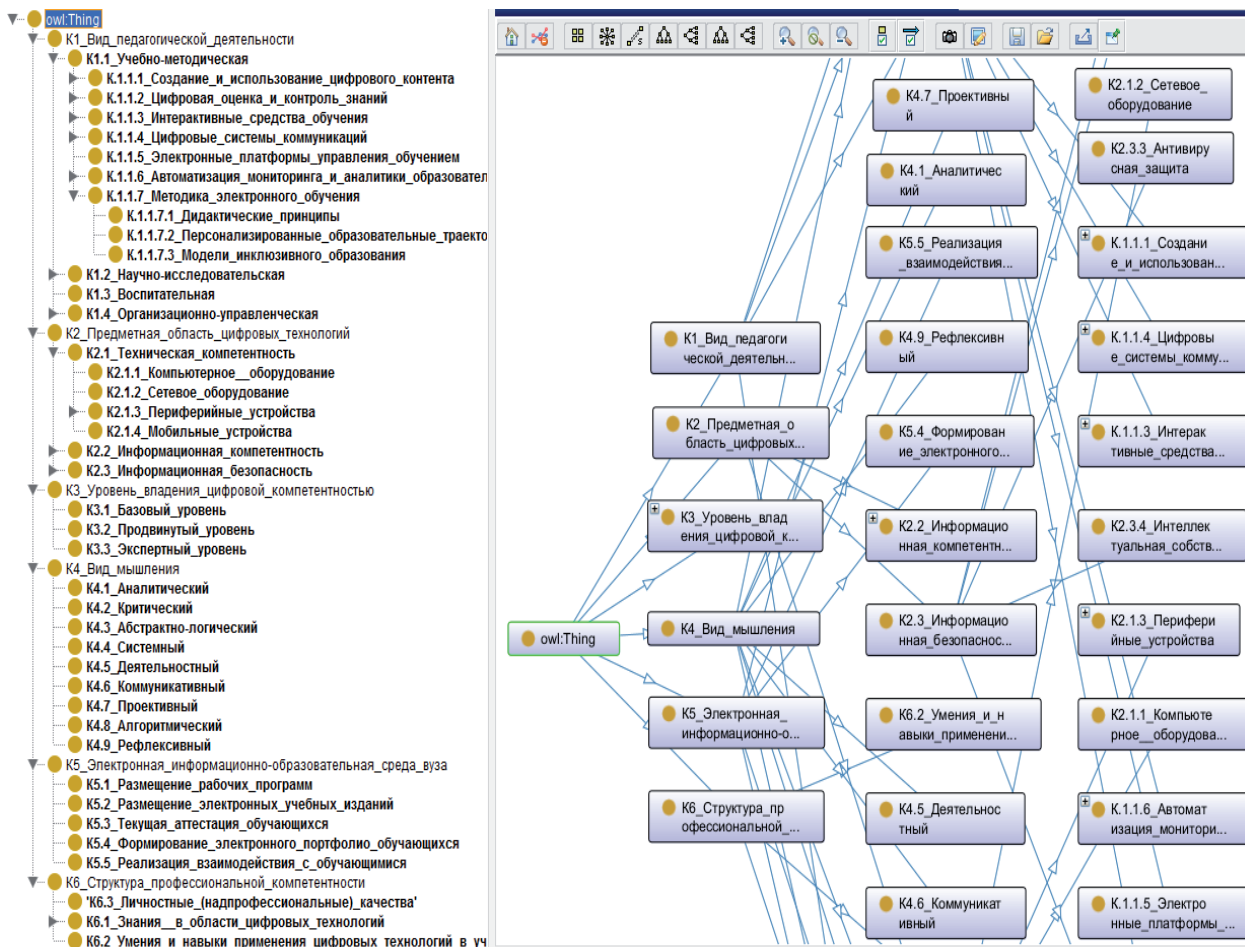 owl:Thing
К1_Вид_педагогической_деятельности
К1.1_Учебно-методическая
К.1.1.1_Создание_и_использование_цифрового_контента
К.1.1.2_Цифровая_оценка_и_контроль_знаний
К.1.1.3_Интерактивные_средства_обучения
К.1.1.4_Цифровые_системы_коммуникаций
К.1.1.5_Электронные_платформы_управления_обучением
К.1.1.6_Автоматизация_мониторинга_и_аналитики_образовател
К.1.1.7_Методика_электронного_обучения
К.1.1.7.1_Дидактические_принципы
К.1.1.7.2_Персонализированные_образовательные_траекто
К.1.1.7.3_Модели_инклюзивного_образования
К1.2_Научно-исследовательская
К1.3_Воспитательная
К1.4_Организационно-управленческая
К2_Предметная_область_цифровых_технологий
К2.1_Техническая_компетентность
К2.1.1_Компьютерное__оборудование
К2.1.2_Сетевое_оборудование
К2.1.3_Периферийные_устройства
К2.1.4_Мобильные_устройства
К2.2_Информационная_компетентность
К2.3_Информационная_безопасность
К3_Уровень_владения_цифровой_компетентностью
К3.1_Базовый_уровень
К3.2_Продвинутый_уровень
К3.3_Экспертный_уровень
К4_Вид_мышления
К4.1_Аналитический
К4.2_Критический
К4.3_Абстрактно-логический
К4.4_Системный
К4.5_Деятельностный
К4.6_Коммуникативный
К4.7_Проективный
К4.8_Алгоритмический
К4.9_Рефлексивный
К5_Электронная_информационно-образовательная_среда_вуза
К5.1_Размещение_рабочих_программ
К5.2_Размещение_электронных_учебных_изданий
К5.3_Текущая_аттестация_обучающихся
К5.4_Формирование_электронного_портфолио_обучающихся
К5.5_Реализация_взаимодействия_с_обучающимися
К6_Структура_профессиональной_компетентности
'К6.3_Личностные_(надпрофессиональные)_качества'
К6.1_Знания__в_области_цифровых_технологий
К6.2_Умения_и_навыки_применения_цифровых_технологий_в_уч
owl:Thing
К1_Вид_педагоги
ческой_деятельн...
К2_Предметная_о
бласть_цифровых...
К3_Уровень_влад
ения_цифровой_к...
К4_Вид_мышления
К5_Электронная_
информационно-о...
К6_Структура_пр
офессиональной_...
К4.7_Проективны
й
К4.1_Аналитичес
кий
К5.5_Реализация
_взаимодействия...
К4.9_Рефлексивн
ый
К5.4_Формирован
ие_электронного...
К2.2_Информацио
нная_компетентн...
К2.3_Информацио
нная_безопаснос...
К6.2_Умения_и_н
авыки_применени...
К4.5_Деятельнос
тный
К4.6_Коммуникат
ивный
К2.1.2_Сетевое_
оборудование
К2.3.3_Антивиру
сная_защита
К.1.1.1_Создани
е_и_использован...
К.1.1.4_Цифровы
е_системы_комму...
К.1.1.3_Интерак
тивные_средства...
К2.3.4_Интеллек
туальная_собств...
К2.1.3_Перифери
йные_устройства
К2.1.1_Компьюте
рное__оборудова...
К.1.1.6_Автомат
изация_монитори...
К.1.1.5_Электро
нные_платформы_...